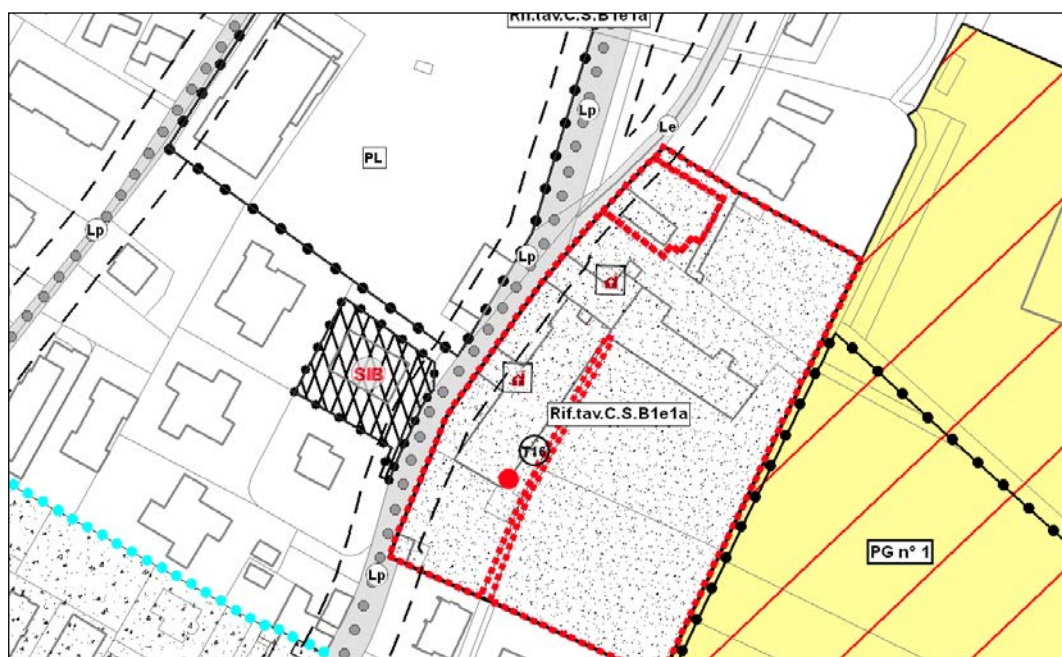 Rif.tav.C.S.B1e1a
Lp
Le
PL
Lp
Lp
SIB
Rif.tav.C.S.B1e1a
T16
PG n° 1
Lp